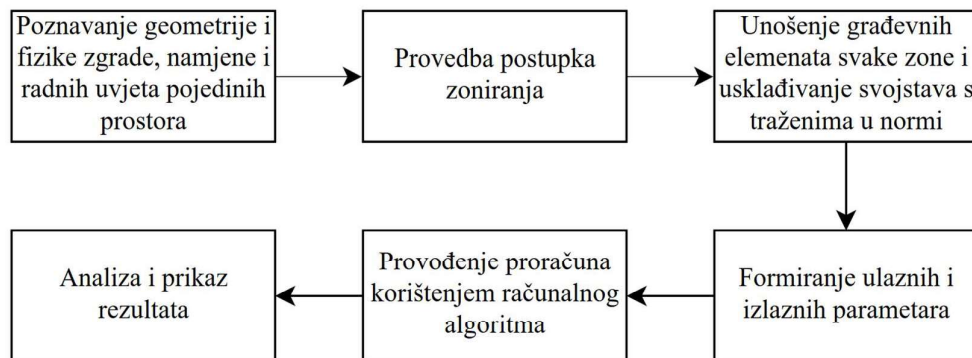 Poznavanje geometrije i
fizike zgrade, namjene i
radnih uvjeta pojedinih
prostora
Provedba postupka
zoniranja
Unošenje građevnih
elemenata svake zone i
usklađivanje svojstava s
traženima u normi
Formiranje ulaznih i
izlaznih parametara
Provođenje proračuna
korištenjem računalnog
algoritma
Analiza i prikaz
rezultata